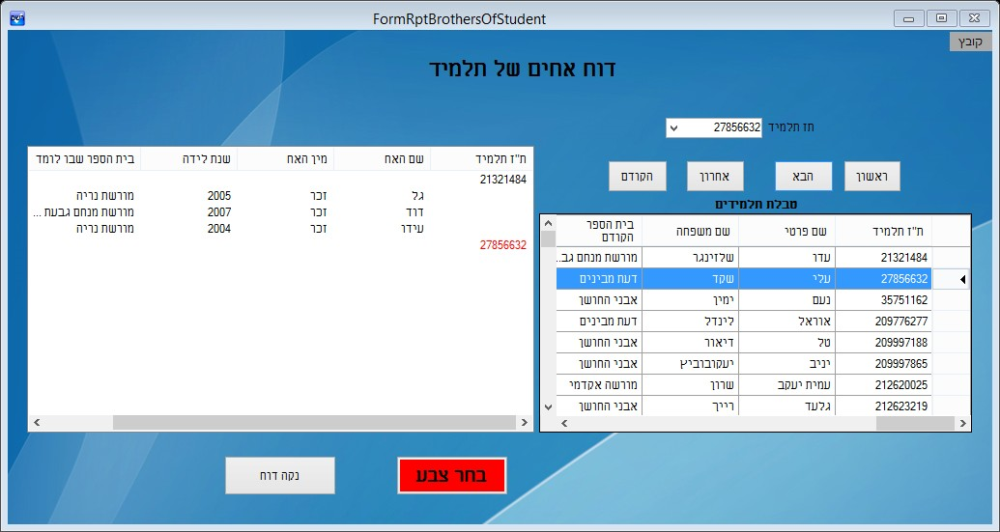 FormRptBrothersOfStudent
קובץ
דוח אחים של תלמיד
תז תלמיד 27856632
ראשון הבא אחרון הקודם
טבלת תלמידים
ת"ז תלמיד שם פרטי שם משפחה בית הספר הקודם
21321484 עדו שלזינגר מורשת מנחם גב...
27856632 עלי שקד דעת מבינים
35751162 נעם ימין אבני החושן
209776277 אוראל לינדל דעת מבינים
209997188 טל דיאור אבני החושן
209997865 יניב יעקובוביץ אבני החושן
212620025 עמית יעקב שרון מורשה אקדמי
212623219 גלעד רייך אבני החושן
ת"ז תלמיד שם האח מין האח שנת לידה בית הספר שבו לומד
21321484
גל זכר 2005 מורשת נריה
דוד זכר 2007 מורשת מנחם גבעת ...
עידו זכר 2004 מורשת נריה
27856632
בחר צבע
נקה דוח